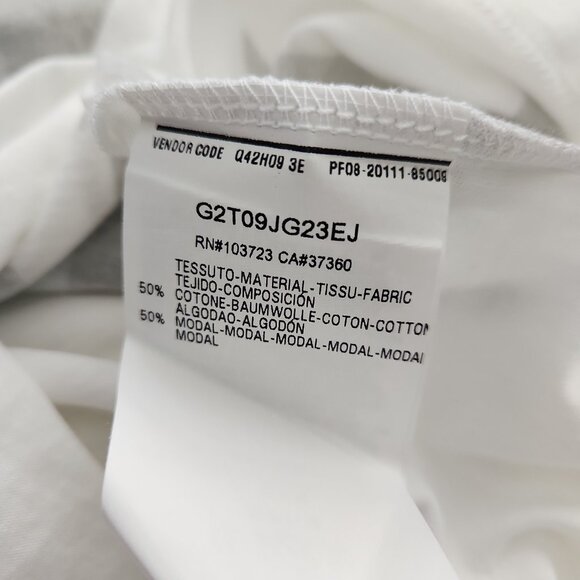 VENDOR CODE Q42H09 3E PF08-20111-85009
G2T09JG23EJ
RN#103723 CA#37360
TESSUTO-MATERIAL-TISSU-FABRIC
TEJIDO-COMPOSICIÓN
50% COTONE-BAUMWOLLE-COTON-COTTON
ALGODAO-ALGODÓN
50% MODAL-MODAL-MODAL-MODAL-MODAL
MODAL